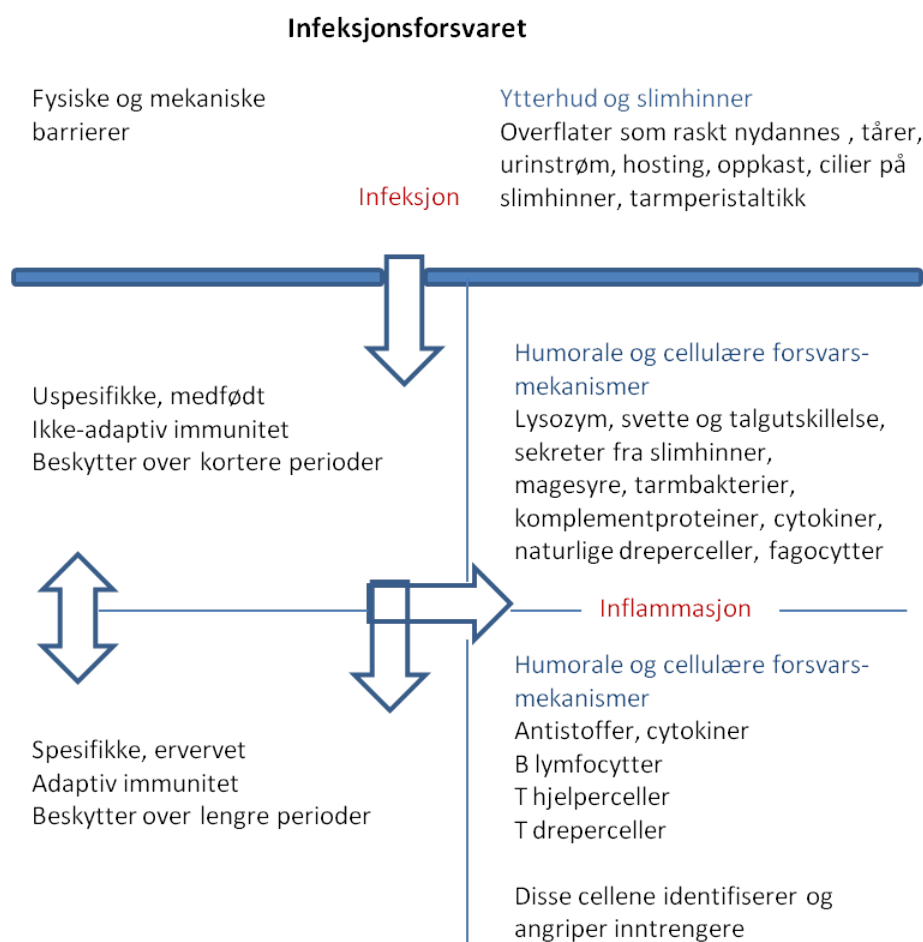 Infeksjonsforsvaret
Fysiske og mekaniske
barrierer
Ytterhud og slimhinner
Overflater som raskt nydannes , tårer,
urinstrøm, hosting, oppkast, cilier på
slimhinner, tarmperistaltikk
Infeksjon
Uspesifikke, medfødt
Ikke-adaptiv immunitet
Beskytter over kortere perioder
Humorale og cellulære forsvars-
mekanismer
Lysozym, svette og talgutskillelse,
sekreter fra slimhinner,
magesyre, tarmbakterier,
komplementproteiner, cytokiner,
naturlige dreperceller, fagocytter
Inflammasjon
Spesifikke, ervervet
Adaptiv immunitet
Beskytter over lengre perioder
Humorale og cellulære forsvars-
mekanismer
Antistoffer, cytokiner
B lymfocytter
T hjelperceller
T dreperceller
Disse cellene identifiserer og
angriper inntrengere